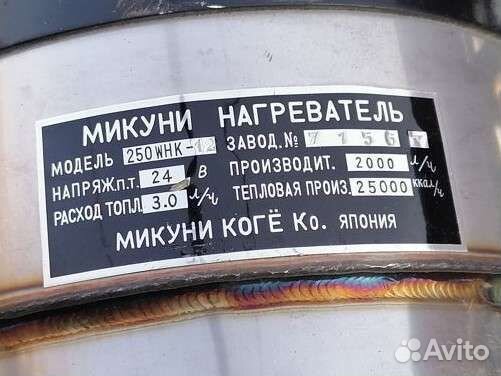 МИКУНИ НАГРЕВАТЕЛЬ
МОДЕЛЬ 250WHK-12 ЗАВОД.№ 71567
НАПРЯЖ.П.Т. 24 В ПРОИЗВОДИТ. 2000 Л/Ч
РАСХОД ТОПЛ. 3.0 Л/Ч ТЕПЛОВАЯ ПРОИЗ. 25000 ККАЛ/Ч
МИКУНИ КОГЁ Ко. ЯПОНИЯ
Avito